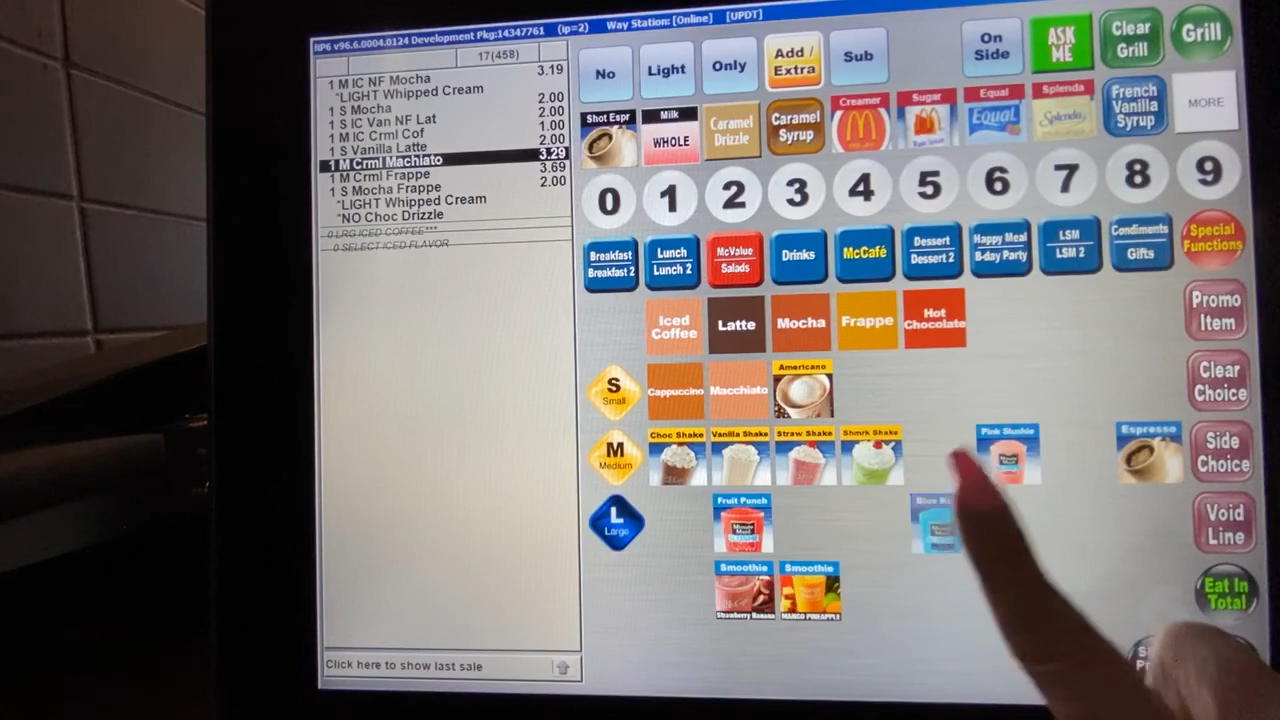 NP6 v96.6.0004.0124 Development Pkg:14347761 (ip=2) Way Station: [Online] [UPDT]
17(458)
1 M IC NF Mocha 3.19
*LIGHT Whipped Cream
1 S Mocha 2.00
1 S IC Van NF Lat 2.00
1 M IC Crml Cof 1.00
1 S Vanilla Latte 2.00
1 M Crml Machiato 3.29
1 M Crml Frappe 3.69
1 S Mocha Frappe 2.00
*LIGHT Whipped Cream
*NO Choc Drizzle
0 LRG ICED COFFEE***
0 SELECT ICED FLAVOR
Click here to show last sale
No Light Only Add / Extra Sub On Side ASK ME Clear Grill Grill
Shot Espr Milk WHOLE Caramel Drizzle Caramel Syrup Creamer Sugar Equal EQUAL Splenda Splenda French Vanilla Syrup MORE
0 1 2 3 4 5 6 7 8 9
Breakfast Breakfast 2 Lunch Lunch 2 McValue Salads Drinks McCafé Dessert Dessert 2 Happy Meal B-day Party LSM LSM 2 Condiments Gifts Special Functions
Iced Coffee Latte Mocha Frappe Hot Chocolate Promo Item
S Small Cappuccino Macchiato Americano Clear Choice
M Medium Choc Shake Vanilla Shake Straw Shake Shmrk Shake Pink Slushie Espresso Side Choice
L Large Fruit Punch Minute Maid Blue Void Line
Smoothie Strawberry Banana Smoothie MANGO PINEAPPLE Eat In Total